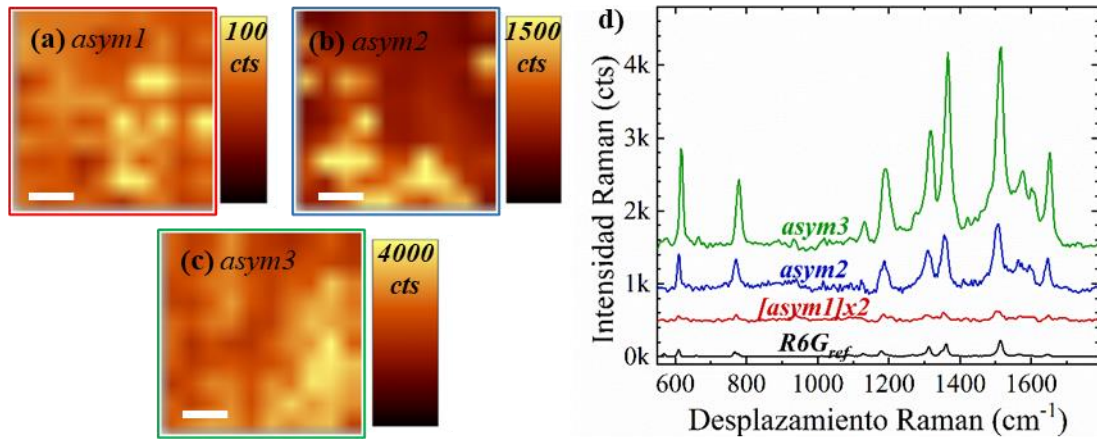 (a) asym1
100
cts
(b) asym2
1500
cts
(c) asym3
4000
cts
d)
4k
3k
2k
1k
0k
Intensidad Raman (cts)
asym3
asym2
[asym1]x2
R6G_ref
600 800 1000 1200 1400 1600
Desplazamiento Raman (cm⁻¹)